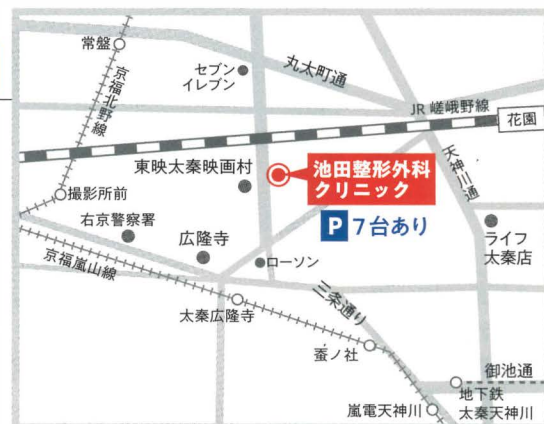 常盤
京福北野線
セブン
イレブン
丸太町通
JR 嵯峨野線
花園
天神川通
東映太秦映画村
池田整形外科
クリニック
P 7台あり
撮影所前
右京警察署
広隆寺
ローソン
ライフ
太秦店
京福嵐山線
太秦広隆寺
三条通り
蚕ノ社
御池通
地下鉄
太秦天神川
嵐電天神川